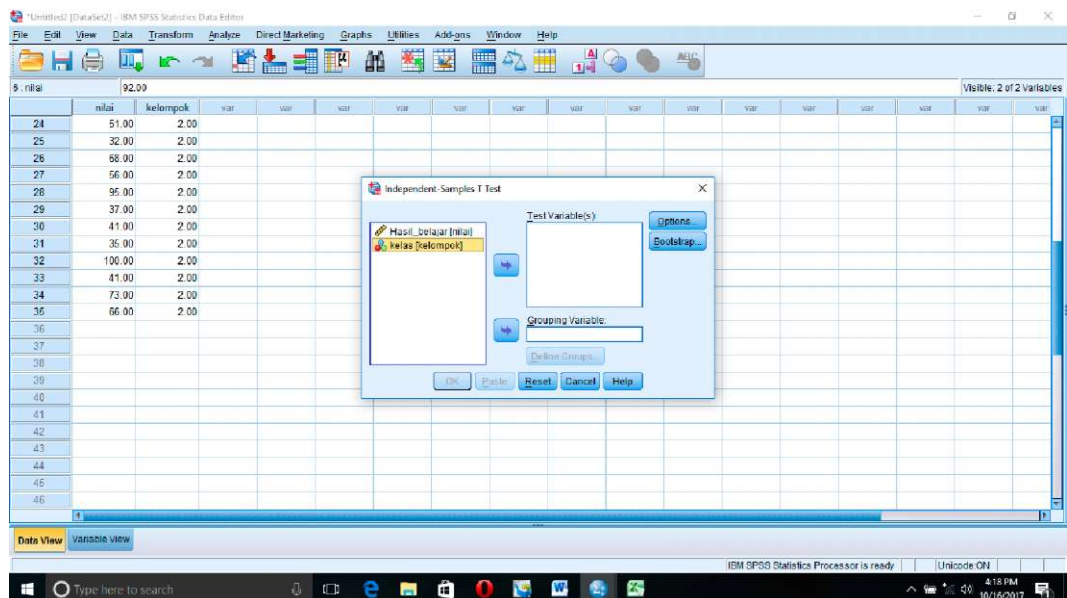 *Untitled2 [DataSet2] - IBM SPSS Statistics Data Editor
File Edit View Data Transform Analyze Direct Marketing Graphs Utilities Add-ons Window Help
6 : nilai 92.00 Visible: 2 of 2 Variables
nilai kelompok var var var var var var var var var var var var var var
24 51.00 2.00
25 32.00 2.00
26 68.00 2.00
27 56.00 2.00
28 95.00 2.00
29 37.00 2.00
30 41.00 2.00
31 35.00 2.00
32 100.00 2.00
33 41.00 2.00
34 73.00 2.00
35 66.00 2.00
36
37
38
39
40
41
42
43
44
45
46
Independent-Samples T Test
Test Variable(s):
Hasil_belajar [nilai]
kelas [kelompok]
Options...
Bootstrap...
Grouping Variable:
Define Groups...
OK Paste Reset Cancel Help
Data View Variable View
IBM SPSS Statistics Processor is ready Unicode:ON
Type here to search
4:18 PM
10/16/2017